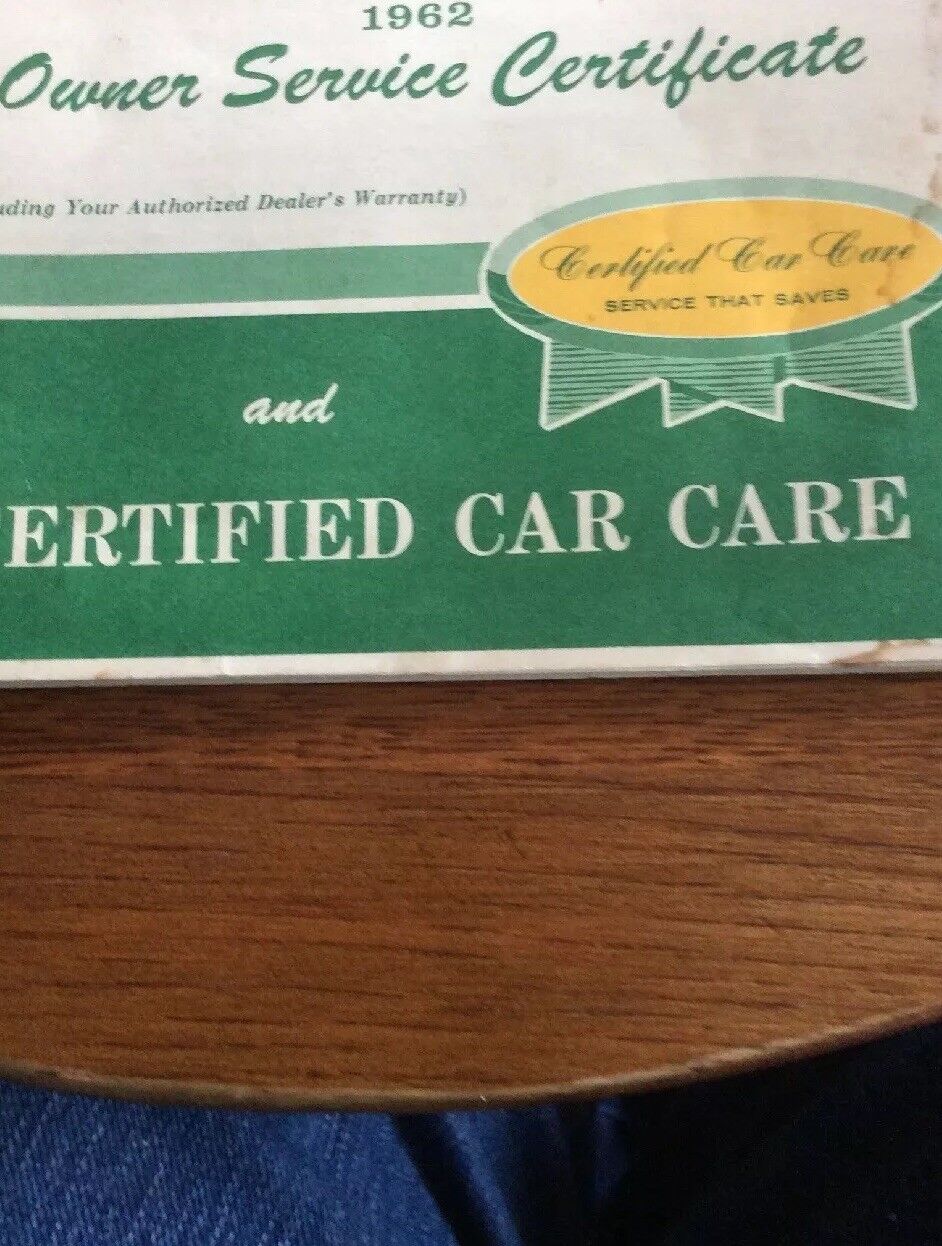 1962
Owner Service Certificate
uding Your Authorized Dealer's Warranty)
Certified Car Care
SERVICE THAT SAVES
and
ERTIFIED CAR CARE